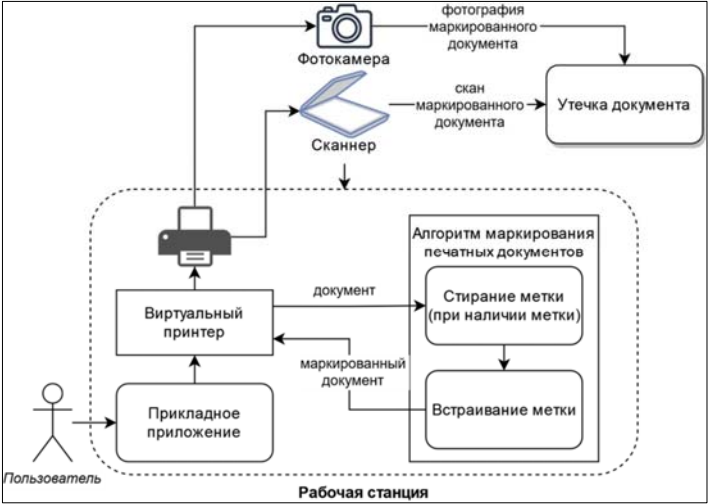 фотография
маркированного
документа
Фотокамера
скан
маркированного
документа
Утечка документа
Сканнер
Алгоритм маркирования
печатных документов
Стирание метки
(при наличии метки)
документ
Виртуальный
принтер
маркированный
документ
Встраивание метки
Прикладное
приложение
Пользователь
Рабочая станция